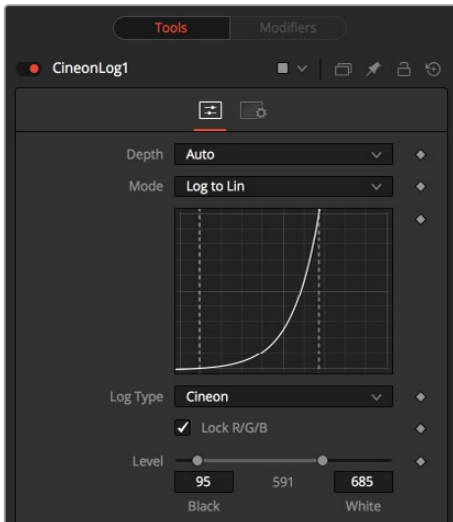 Tools Modifiers
CineonLog1
Depth Auto
Mode Log to Lin
Log Type Cineon
Lock R/G/B
Level
95 591 685
Black White